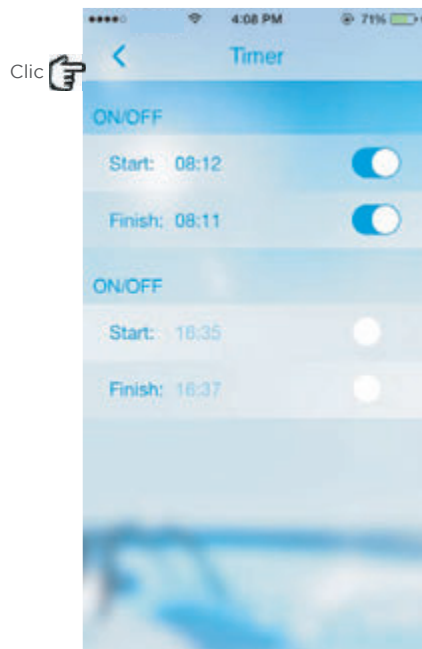 4:08 PM 71%
Clic Timer
ON/OFF
Start: 08:12
Finish: 08:11
ON/OFF
Start: 16:35
Finish: 16:37